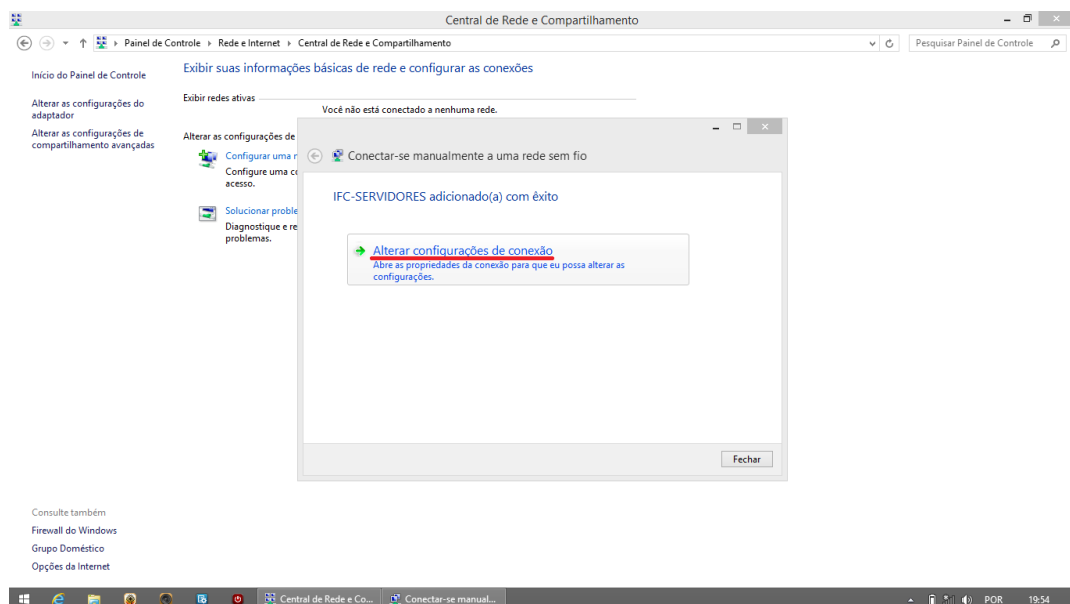 Central de Rede e Compartilhamento
Painel de Controle
Rede e Internet
Central de Rede e Compartilhamento
Pesquisar Painel de Controle
Início do Painel de Controle
Alterar as configurações do
adaptador
Alterar as configurações de
compartilhamento avançadas
Exibir suas informações básicas de rede e configurar as conexões
Exibir redes ativas
Você não está conectado a nenhuma rede.
Alterar as configurações de
Configurar uma
Configure uma
acesso.
Solucionar
Diagnostique e
problemas.
Conectar-se manualmente a uma rede sem fio
IFC-SERVIDORES adicionado(a) com êxito
Alterar configurações de conexão
Abre as propriedades da conexão para que eu possa alterar as
configurações.
Fechar
Consulte também
Firewall do Windows
Grupo Doméstico
Opções da Internet
Central de Rede e Co...
Conectar-se manual...
POR
19:54